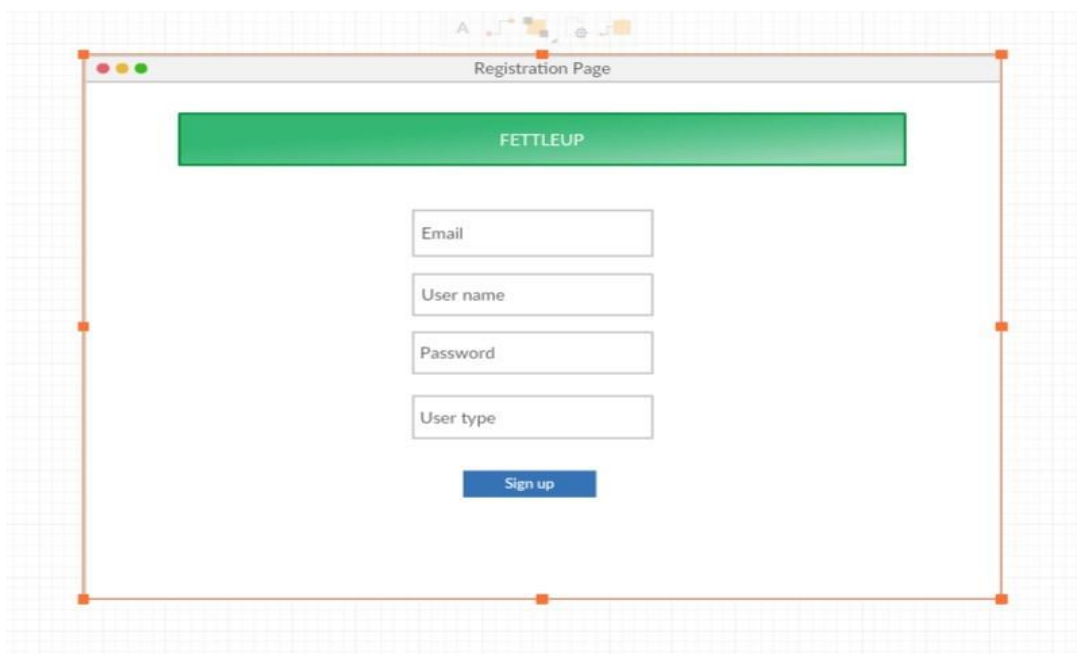 A
Registration Page
FETTLEUP
Email
User name
Password
User type
Sign up